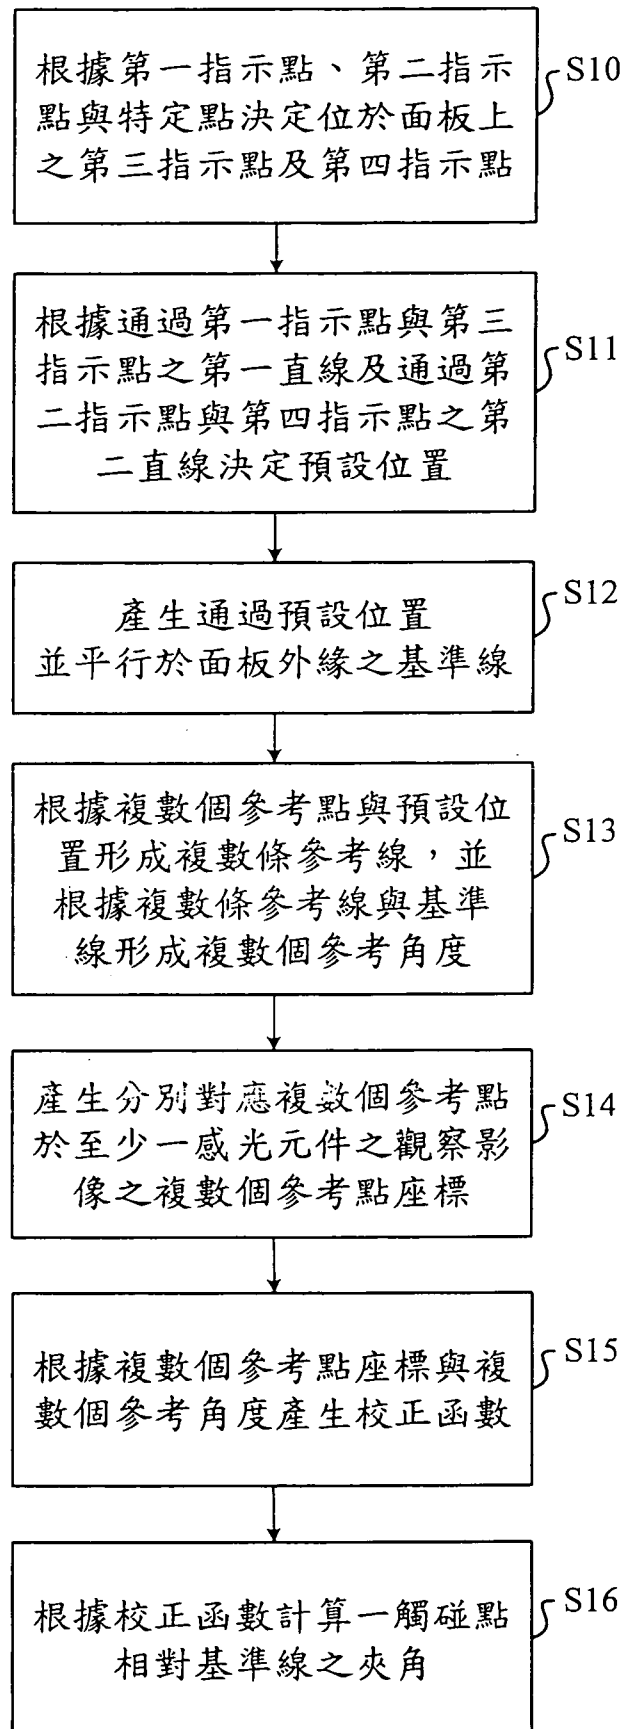 根據第一指示點、第二指示
點與特定點決定位於面板上
之第三指示點及第四指示點
S10
根據通過第一指示點與第三
指示點之第一直線及通過第
二指示點與第四指示點之第
二直線決定預設位置
S11
產生通過預設位置
並平行於面板外緣之基準線
S12
根據複數個參考點與預設位
置形成複數條參考線，並
根據複數條參考線與基準
線形成複數個參考角度
S13
產生分別對應複數個參考點
於至少一感光元件之觀察影
像之複數個參考點座標
S14
根據複數個參考點座標與複
數個參考角度產生校正函數
S15
根據校正函數計算一觸碰點
相對基準線之夾角
S16